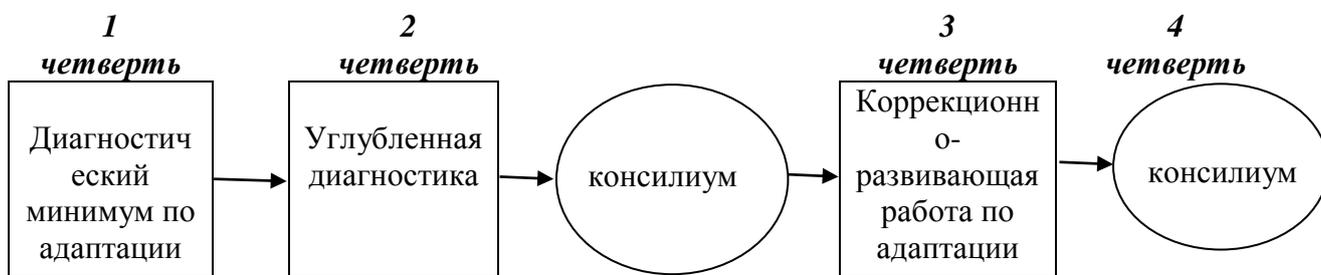 1
четверть
2
четверть
3
четверть
4
четверть
Диагностич
еский
минимум по
адаптации
Углубленная
диагностика
консилиум
Коррекционн
о-
развивающая
работа по
адаптации
консилиум